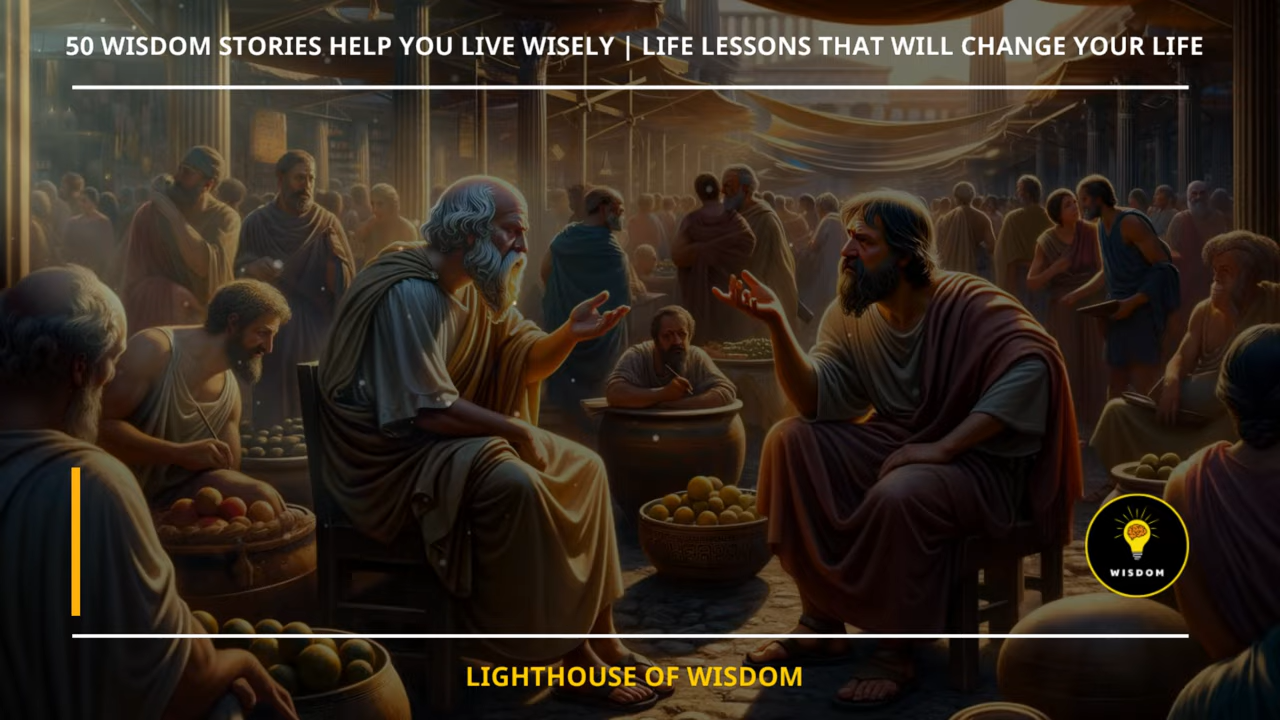 50 WISDOM STORIES HELP YOU LIVE WISELY | LIFE LESSONS THAT WILL CHANGE YOUR LIFE
WISDOM
LIGHTHOUSE OF WISDOM